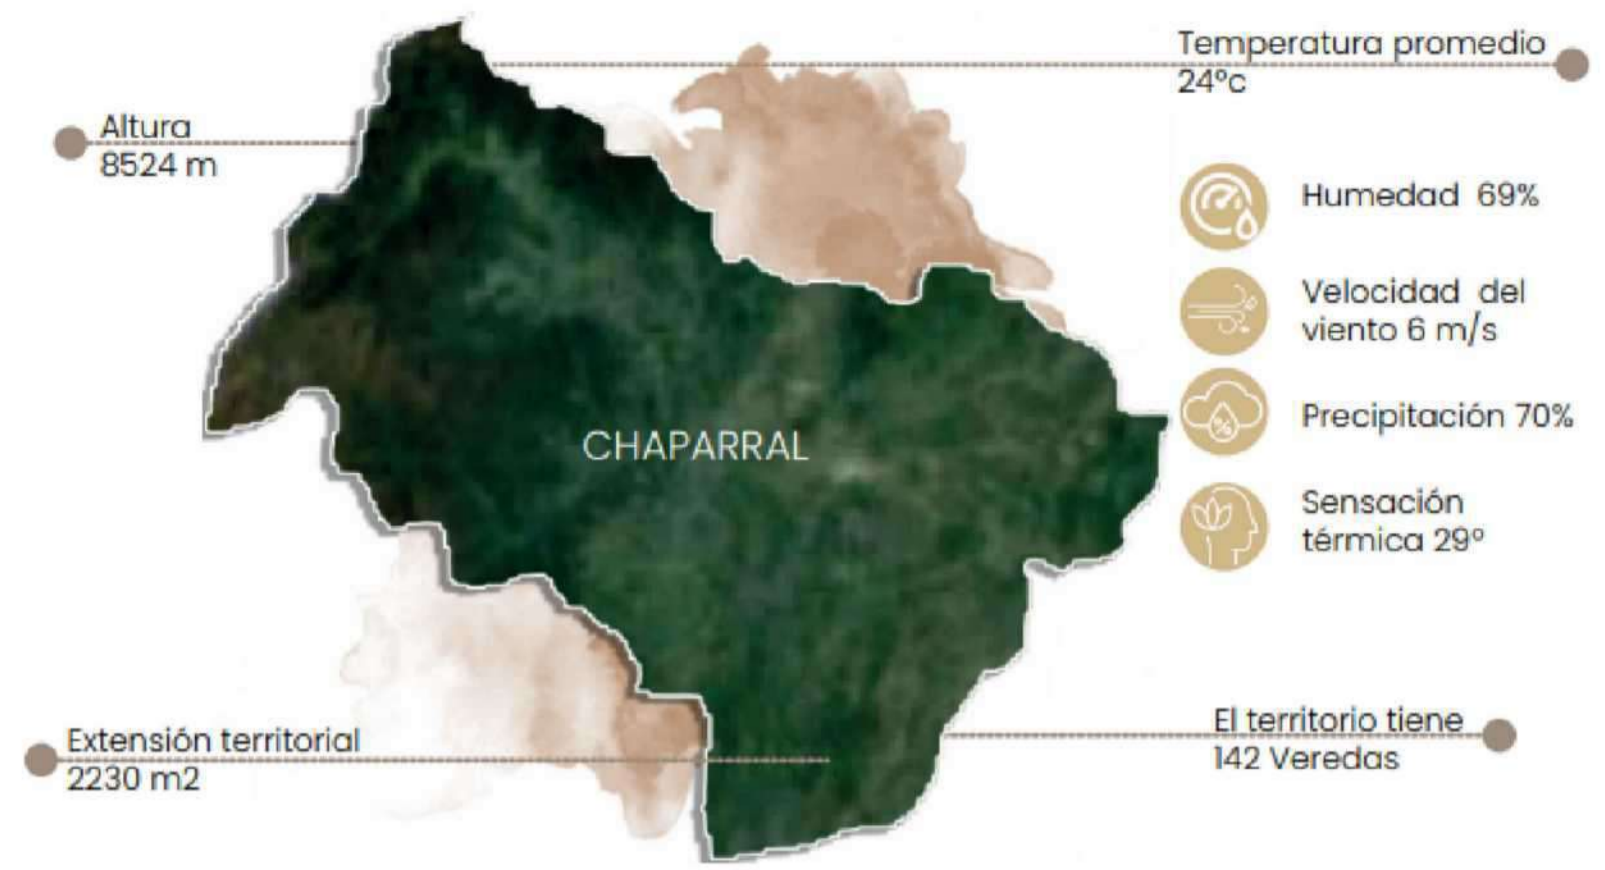 Temperatura promedio
24°c
Altura
8524 m
Humedad 69%
Velocidad del
viento 6 m/s
Precipitación 70%
CHAPARRAL
Sensación
térmica 29°
El territorio tiene
142 Veredas
Extensión territorial
2230 m2
%